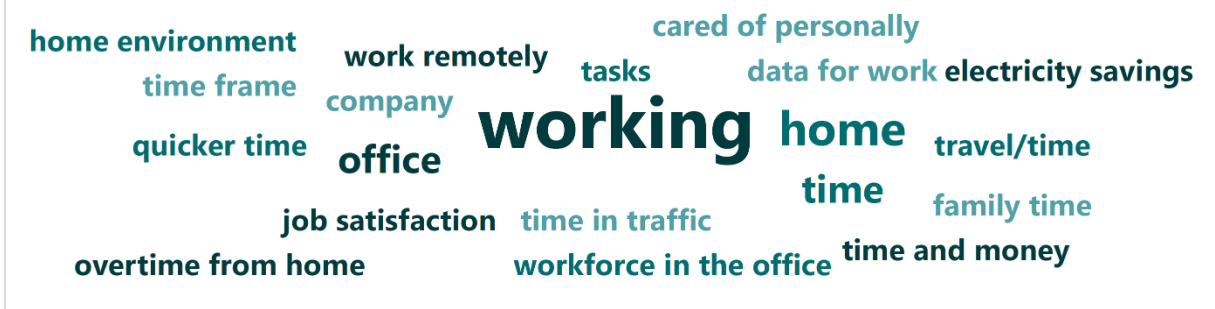 cared of personally
home environment
work remotely
tasks
data for work
electricity savings
time frame
company
working
home
quicker time
office
travel/time
time
family time
job satisfaction
time in traffic
time and money
overtime from home
workforce in the office